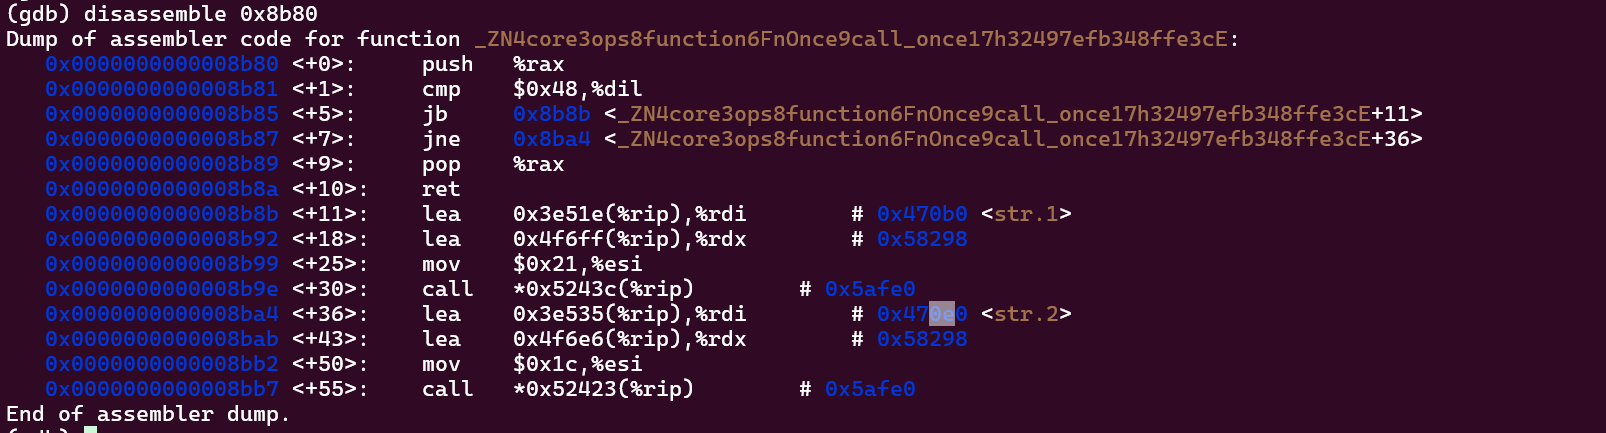 (gdb) disassemble 0x8b80
Dump of assembler code for function _ZN4core3ops8function6FnOnce9call_once17h32497efb348ffe3cE:
   0x0000000000008b80 <+0>:     push   %rax
   0x0000000000008b81 <+1>:     cmp    $0x48,%dil
   0x0000000000008b85 <+5>:     jb     0x8b8b <_ZN4core3ops8function6FnOnce9call_once17h32497efb348ffe3cE+11>
   0x0000000000008b87 <+7>:     jne    0x8ba4 <_ZN4core3ops8function6FnOnce9call_once17h32497efb348ffe3cE+36>
   0x0000000000008b89 <+9>:     pop    %rax
   0x0000000000008b8a <+10>:    ret
   0x0000000000008b8b <+11>:    lea    0x3e51e(%rip),%rdi        # 0x470b0 <str.1>
   0x0000000000008b92 <+18>:    lea    0x4f6ff(%rip),%rdx        # 0x58298
   0x0000000000008b99 <+25>:    mov    $0x21,%esi
   0x0000000000008b9e <+30>:    call   *0x5243c(%rip)        # 0x5afe0
   0x0000000000008ba4 <+36>:    lea    0x3e535(%rip),%rdi        # 0x470e0 <str.2>
   0x0000000000008bab <+43>:    lea    0x4f6e6(%rip),%rdx        # 0x58298
   0x0000000000008bb2 <+50>:    mov    $0x1c,%esi
   0x0000000000008bb7 <+55>:    call   *0x52423(%rip)        # 0x5afe0
End of assembler dump.